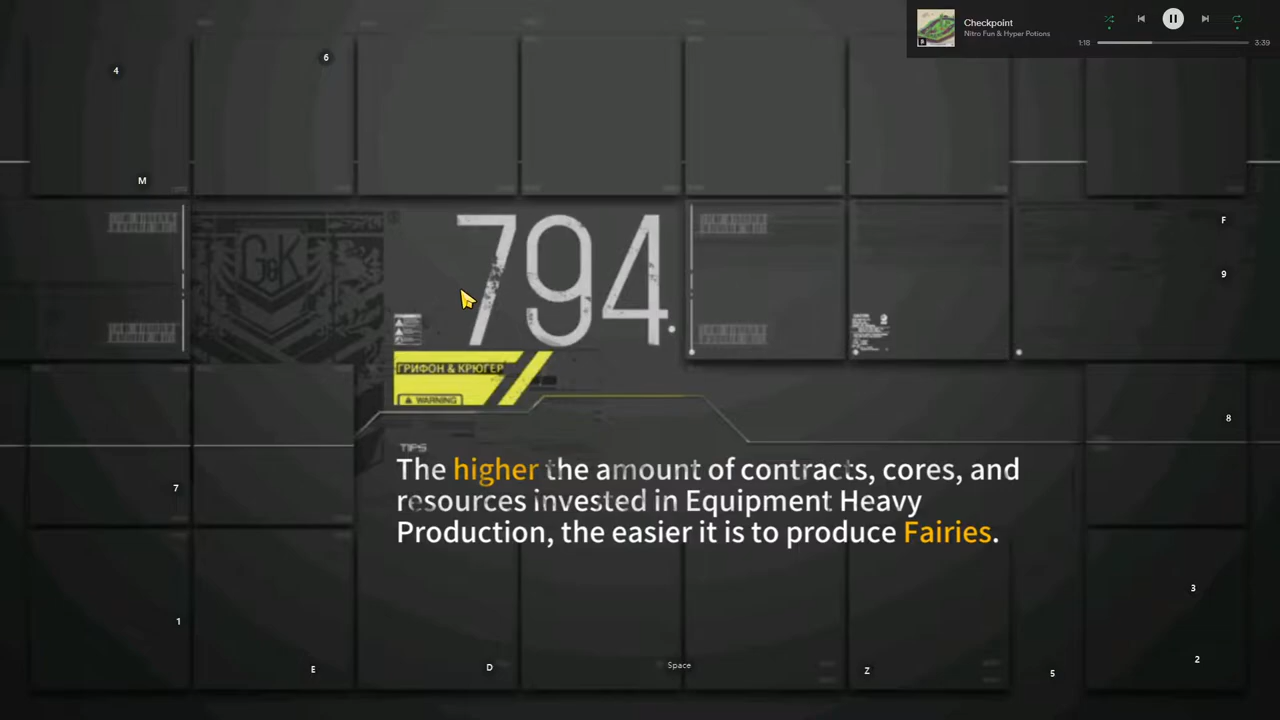 Checkpoint
Nitro Fun & Hyper Potions
1:18
3:39
4
6
M
F
G&K
794.
9
ГРИФОН & КРЮГЕР
WARNING
8
TIPS
The higher the amount of contracts, cores, and
resources invested in Equipment Heavy
Production, the easier it is to produce Fairies.
7
3
1
E
D
Space
Z
5
2